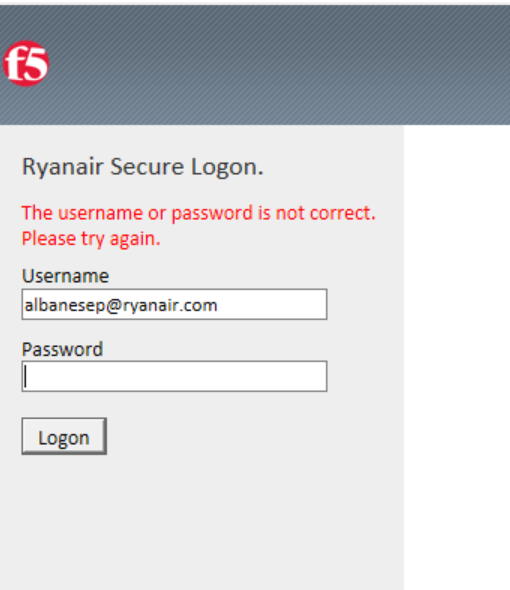 f5
Ryanair Secure Logon.
The username or password is not correct.
Please try again.
Username
albanesep@ryanair.com
Password
Logon